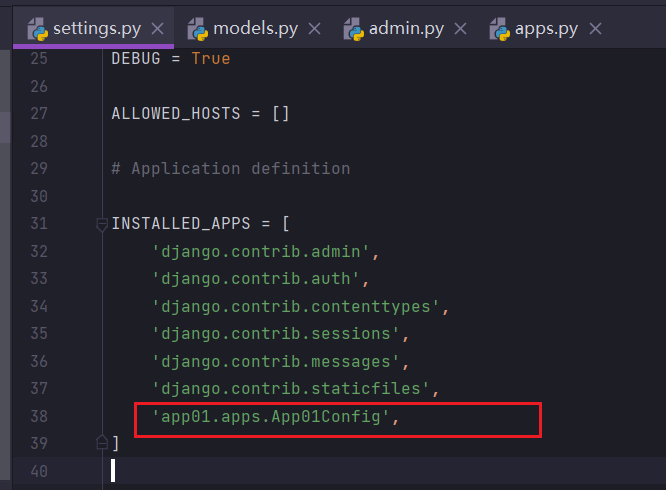 settings.py models.py admin.py apps.py
25 DEBUG = True
26
27 ALLOWED_HOSTS = []
28
29 # Application definition
30
31 INSTALLED_APPS = [
32     'django.contrib.admin',
33     'django.contrib.auth',
34     'django.contrib.contenttypes',
35     'django.contrib.sessions',
36     'django.contrib.messages',
37     'django.contrib.staticfiles',
38     'app01.apps.App01Config',
39 ]
40